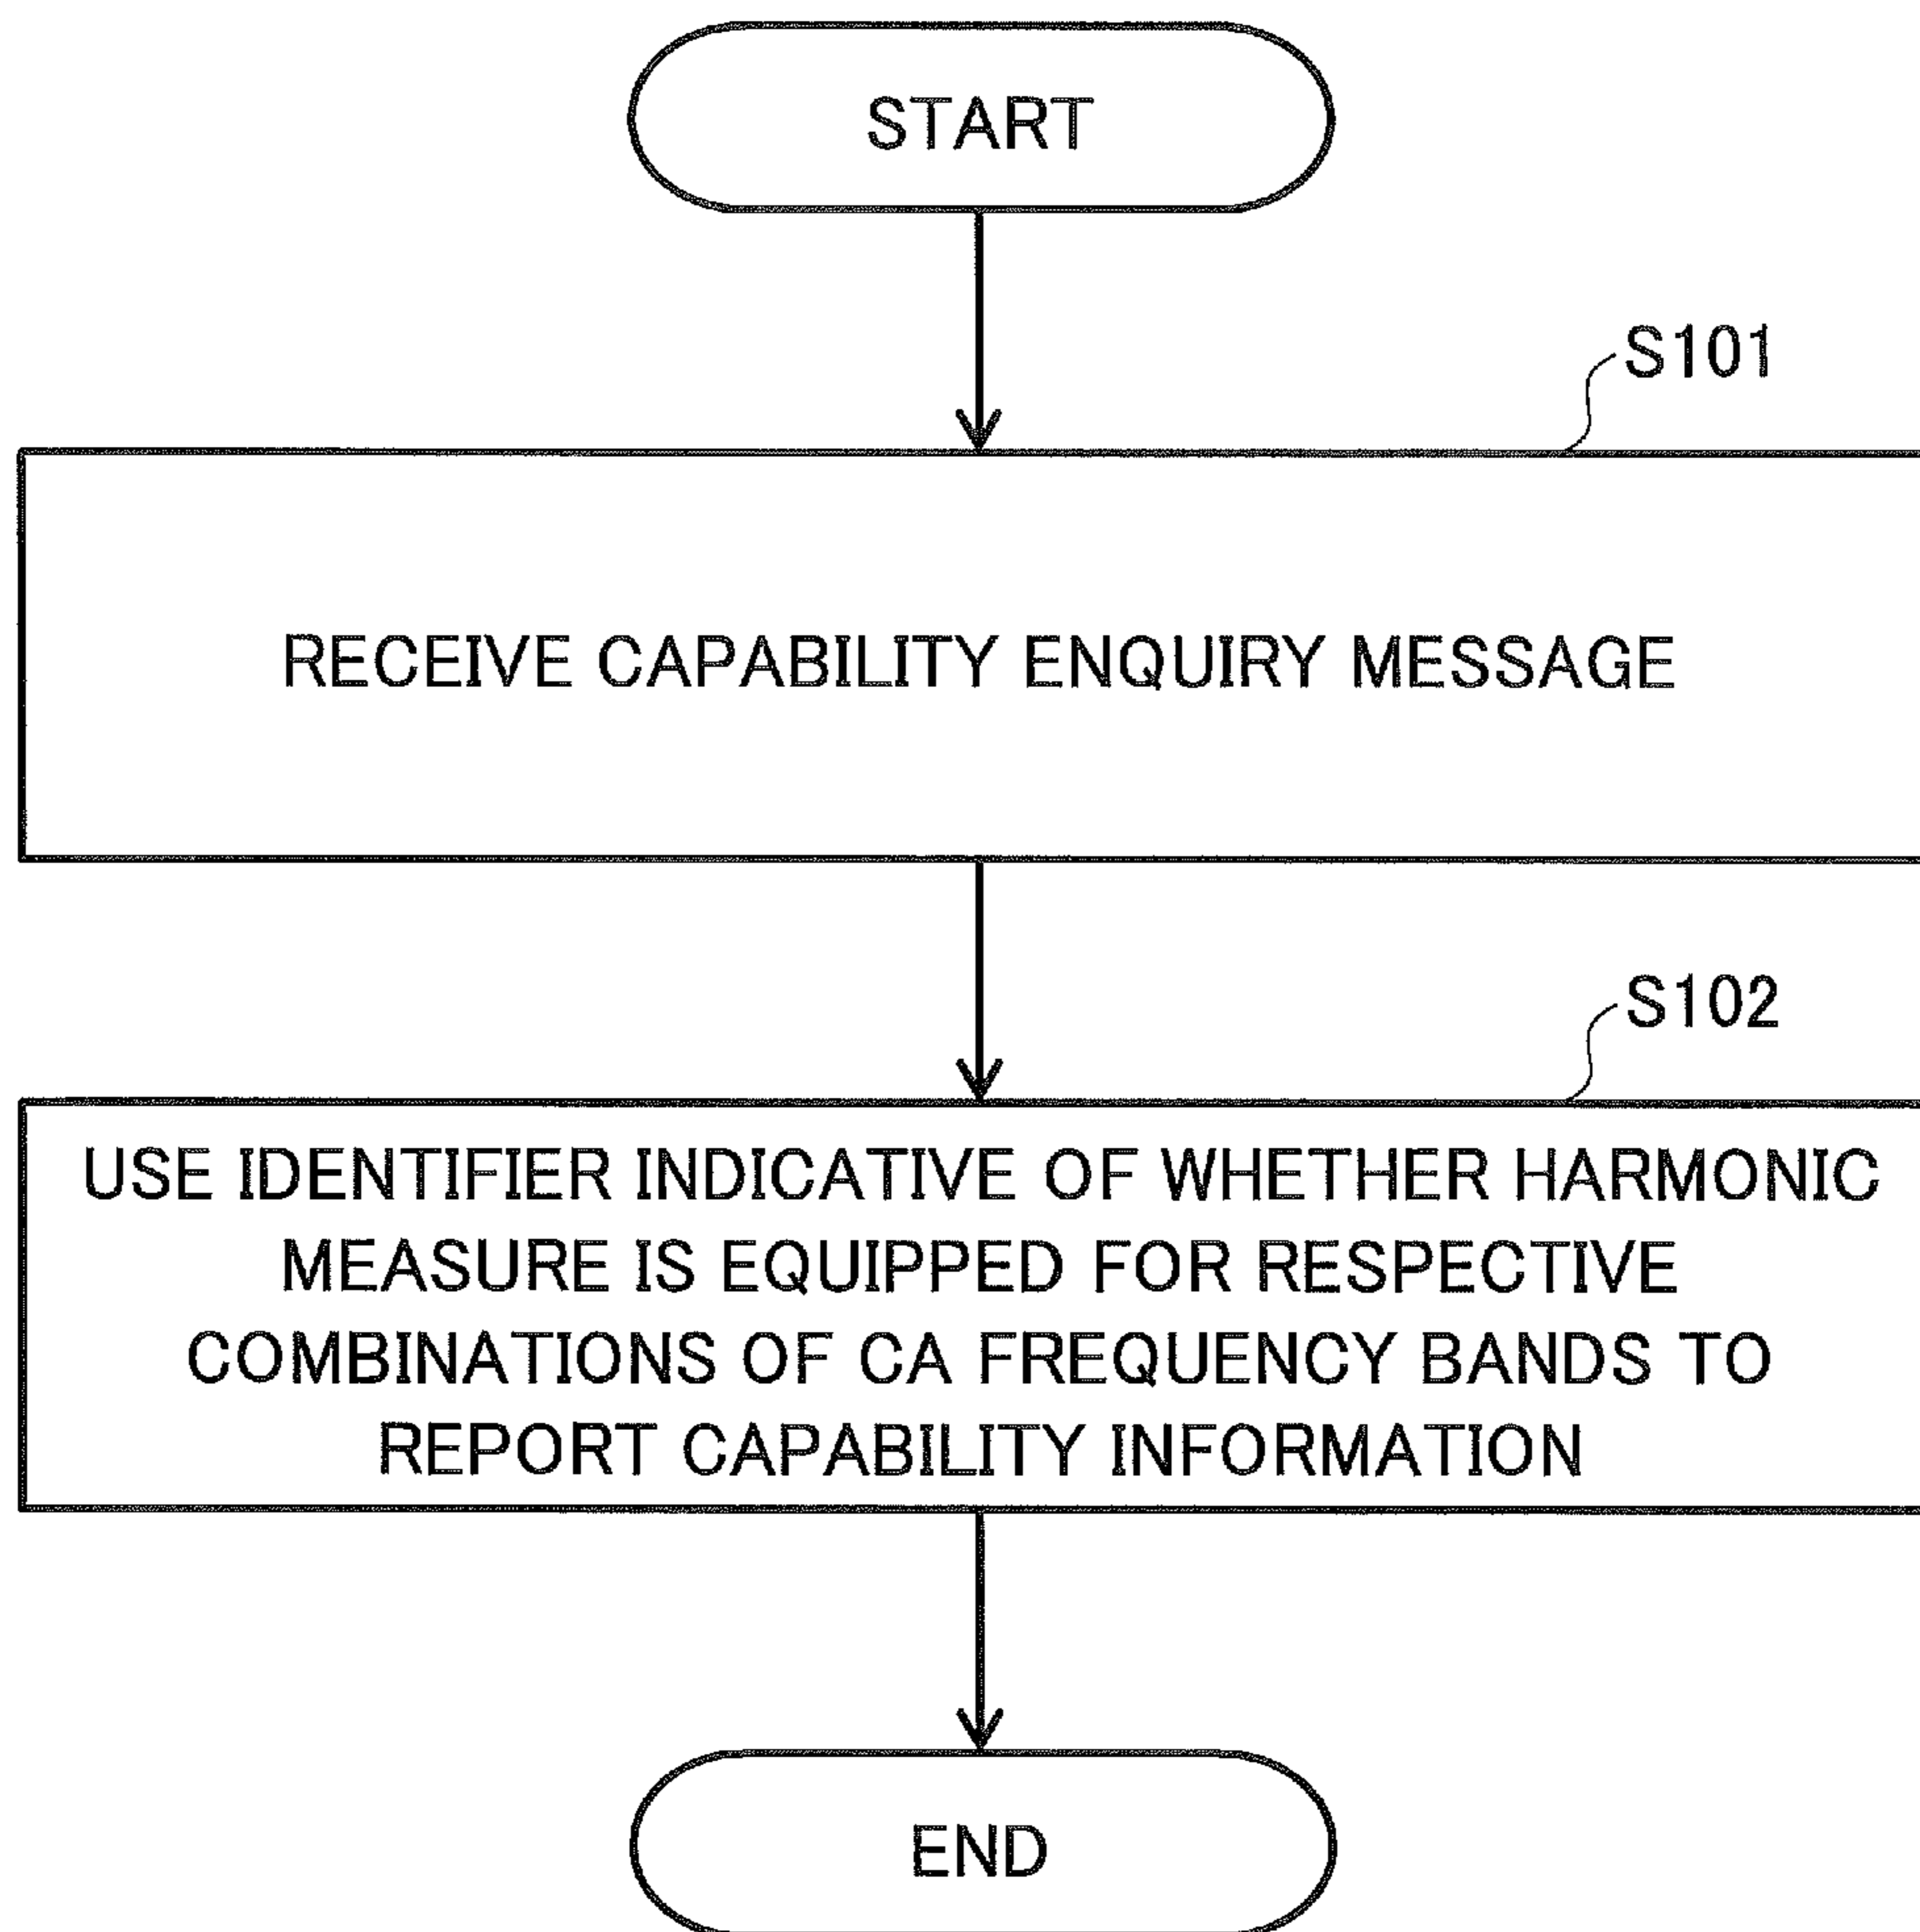 START
S101
RECEIVE CAPABILITY ENQUIRY MESSAGE
S102
USE IDENTIFIER INDICATIVE OF WHETHER HARMONIC
MEASURE IS EQUIPPED FOR RESPECTIVE
COMBINATIONS OF CA FREQUENCY BANDS TO
REPORT CAPABILITY INFORMATION
END